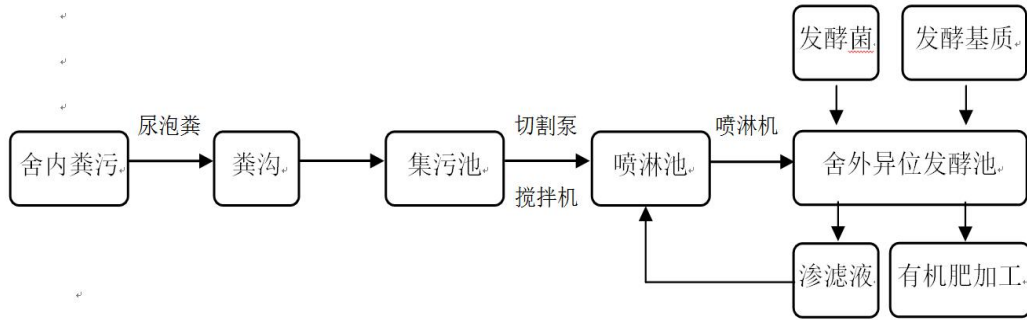 发酵菌
发酵基质
尿泡粪
切割泵
喷淋机
舍内粪污
粪沟
集污池
喷淋池
舍外异位发酵池
搅拌机
渗滤液
有机肥加工